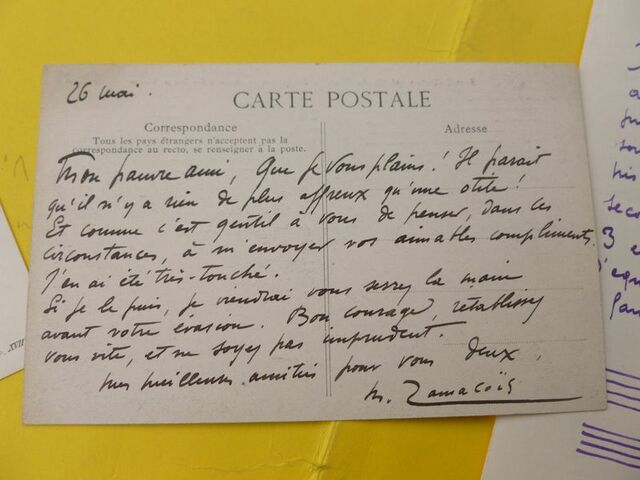 26 mai.
CARTE POSTALE
Correspondance
Tous les pays étrangers n'acceptent pas la
correspondance au recto, se renseigner à la poste.
Adresse
Mon pauvre ami, Que je vous plains ! Il parait
qu'il n'y a rien de plus affreux qu'une otite !
Et comme c'est gentil à vous de penser, dans ces
circonstances, à m'envoyer vos aimables compliments.
J'en ai été très-touché.
Si je le puis, je viendrai vous serrer la main
avant votre évasion. Bon courage, rétablissez
vous vite, et ne soyez pas imprudent.
Mes meilleures amitiés pour vous deux,
M. Zamacoïs
XVII
a
3 e